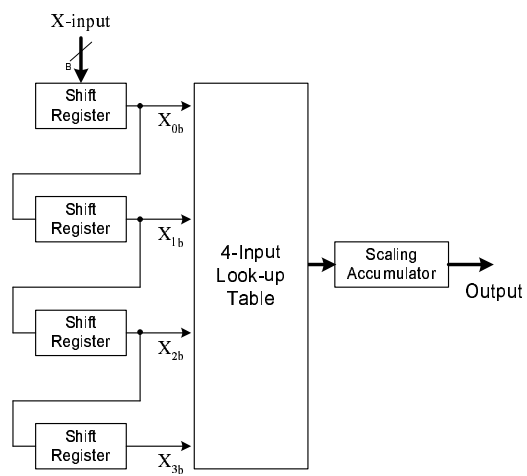 X-input
B
Shift
Register
X0b
Shift
Register
X1b
4-Input
Look-up
Table
Scaling
Accumulator
Output
Shift
Register
X2b
Shift
Register
X3b